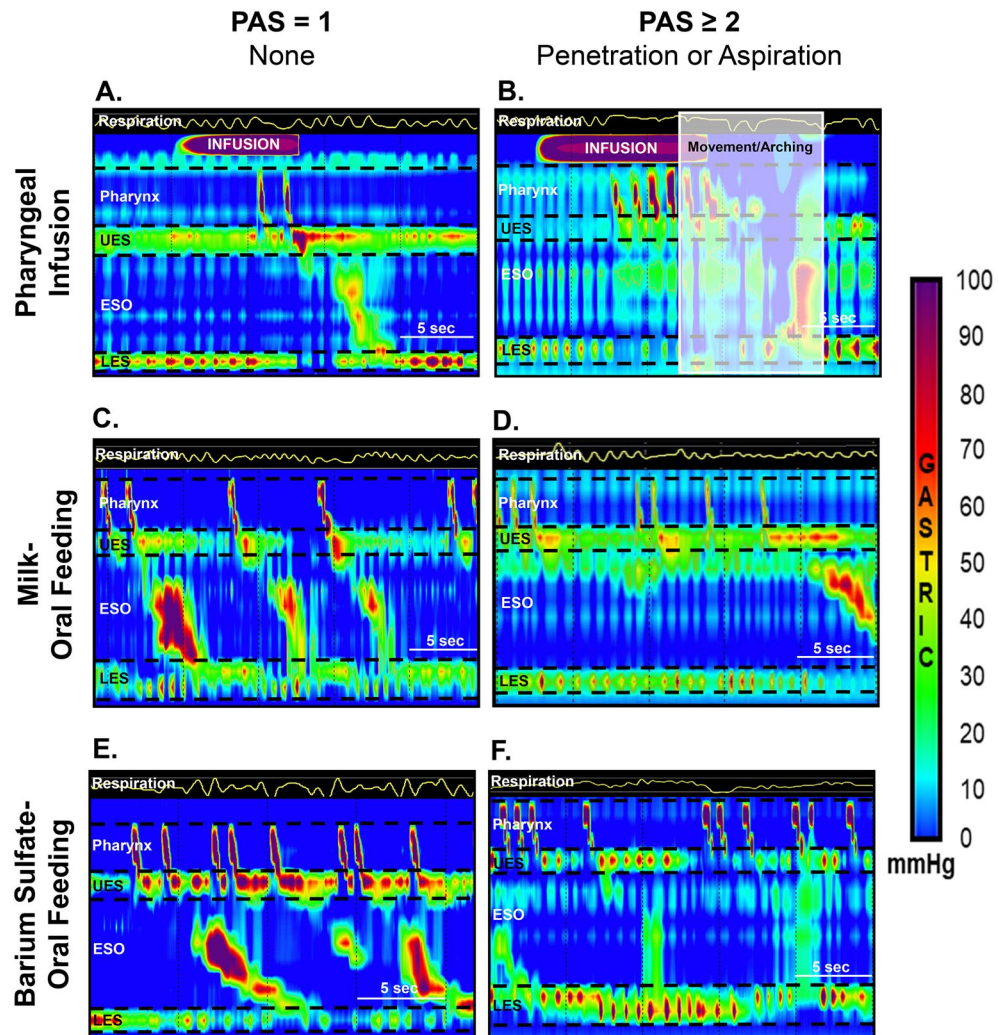 PAS = 1
None
PAS ≥ 2
Penetration or Aspiration
Pharyngeal
Infusion
A.
Respiration
INFUSION
Pharynx
UES
ESO
5 sec
LES
B.
Respiration
INFUSION
Movement/Arching
Pharynx
UES
ESO
5 sec
LES
Milk-
Oral Feeding
C.
Respiration
Pharynx
UES
ESO
5 sec
LES
D.
Respiration
Pharynx
UES
ESO
5 sec
LES
Barium Sulfate-
Oral Feeding
E.
Respiration
Pharynx
UES
ESO
5 sec
LES
F.
Respiration
Pharynx
UES
ESO
5 sec
LES
GASTRIC
100
90
80
70
60
50
40
30
20
10
0
mmHg